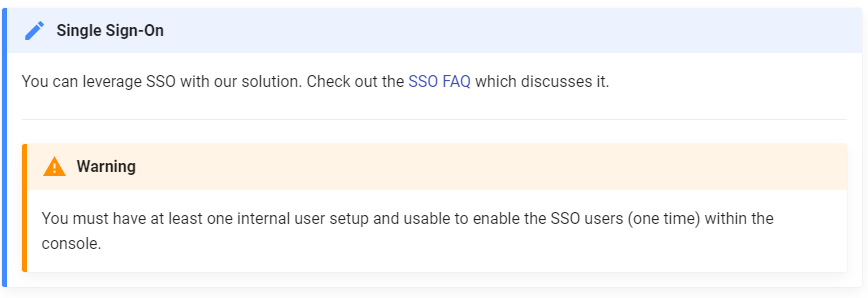 Single Sign-On
You can leverage SSO with our solution. Check out the SSO FAQ which discusses it.
Warning
You must have at least one internal user setup and usable to enable the SSO users (one time) within the
console.